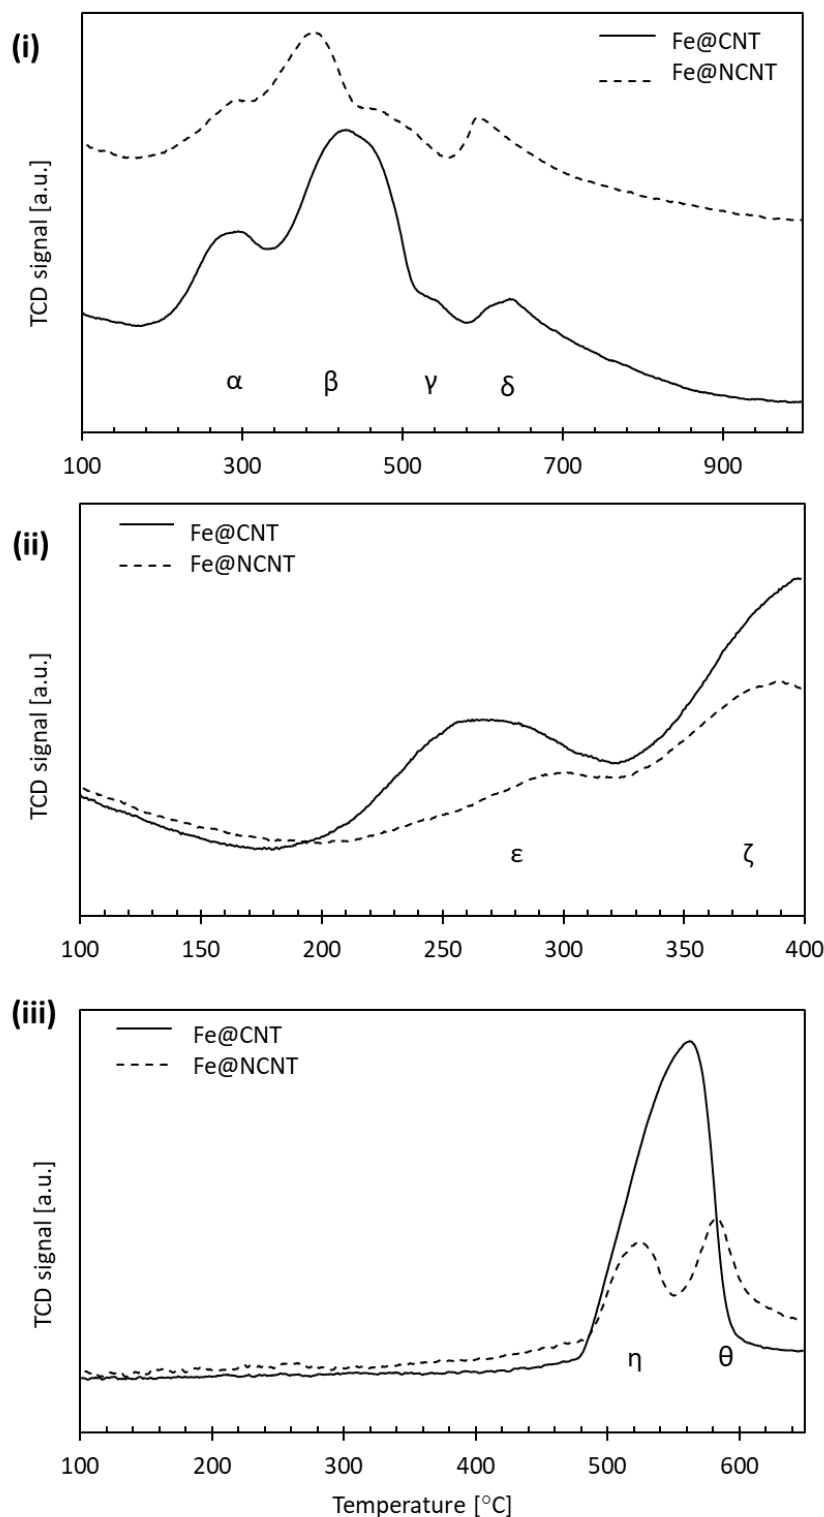 (i)
Fe@CNT
Fe@NCNT
TCD signal [a.u.]
α β γ δ
100 300 500 700 900
(ii)
Fe@CNT
Fe@NCNT
TCD signal [a.u.]
ε ζ
100 150 200 250 300 350 400
(iii)
Fe@CNT
Fe@NCNT
TCD signal [a.u.]
η θ
100 200 300 400 500 600
Temperature [°C]